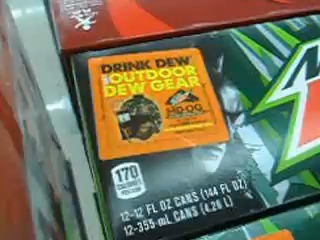 DRINK DEW
OUTDOOR
DEW GEAR
170
CALORIES
12-12 FL OZ CANS (144 FL OZ)
12-355-mL CANS (4.26 L)